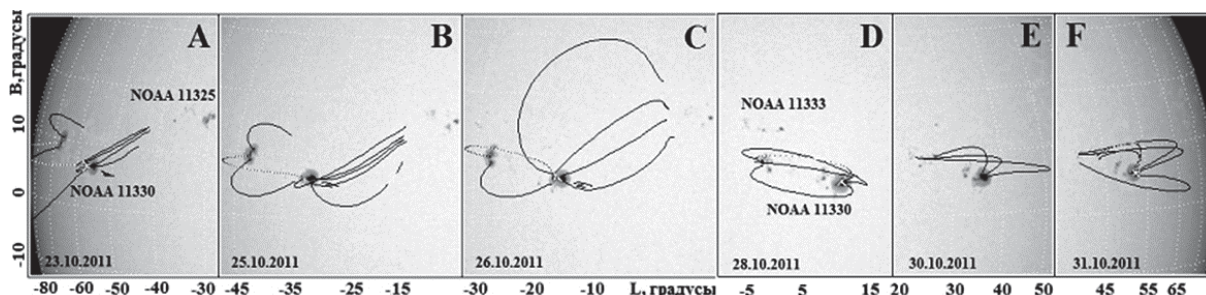 A B C D E F
В,градусы
NOAA 11325
NOAA 11333
10
NOAA 11330
NOAA 11330
0
-10
23.10.2011 25.10.2011 26.10.2011 28.10.2011 30.10.2011 31.10.2011
-80 -60 -50 -40 -30 -45 -35 -25 -15 -30 -20 -10 L, градусы -5 5 15 20 30 40 50 45 55 65